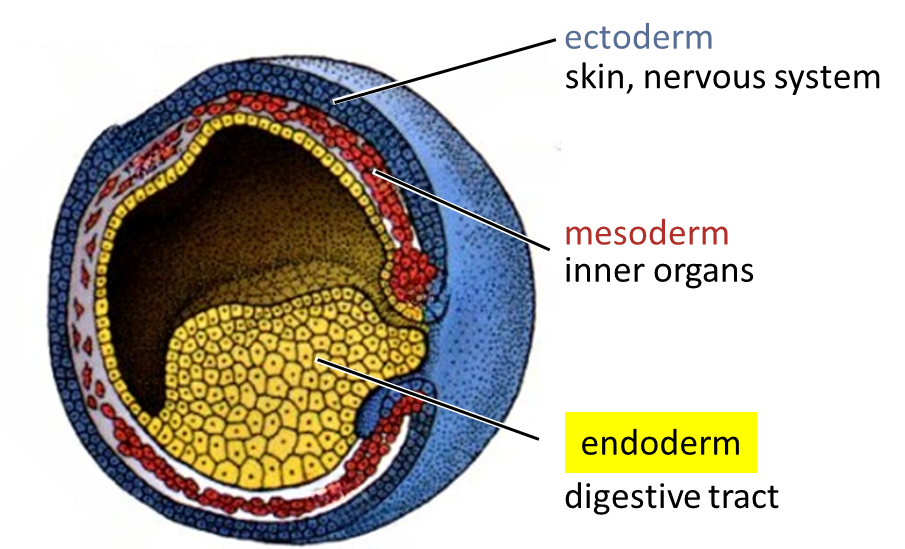 ectoderm
skin, nervous system
mesoderm
inner organs
endoderm
digestive tract